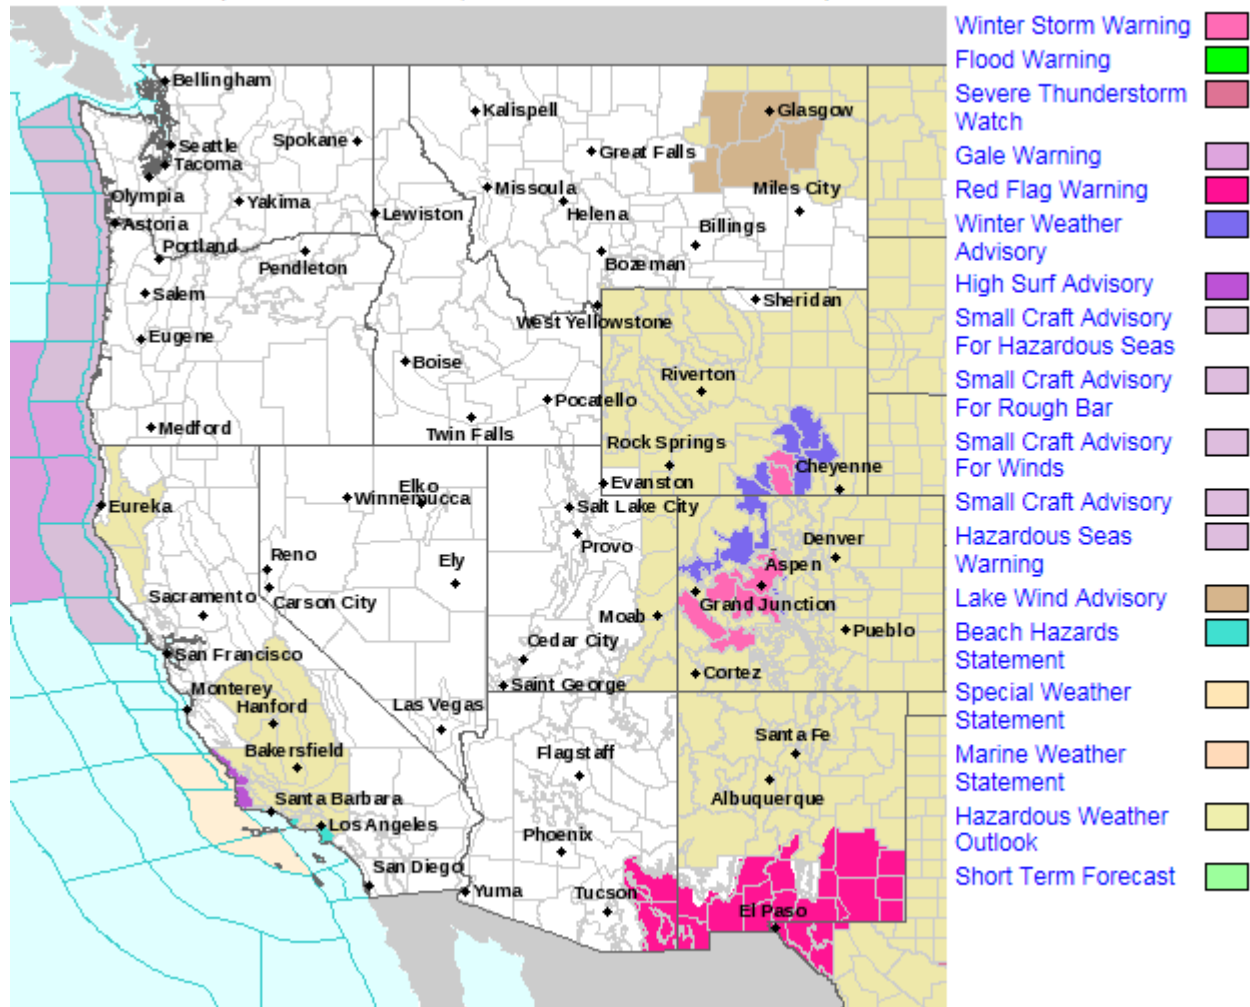 Bellingham
Kalispell
Glasgow
Seattle
Spokane
Great Falls
Tacoma
Missoula
Miles City
Olympia
Yakima
Helena
Lewiston
Astoria
Billings
Portland
Pendleton
Bozeman
Salem
Sheridan
West Yellowstone
Eugene
Boise
Riverton
Pocatello
Medford
Twin Falls
Rock Springs
Cheyenne
Evanston
Elko
Winnemucca
Eureka
Salt Lake City
Provo
Denver
Reno
Ely
Aspen
Sacramento
Carson City
Grand Junction
Moab
Pueblo
Cedar City
San Francisco
Cortez
Saint George
Monterey
Hanford
Las Vegas
Santa Fe
Bakersfield
Flagstaff
Albuquerque
Santa Barbara
Los Angeles
Phoenix
San Diego
Yuma
Tucson
El Paso
Winter Storm Warning
Flood Warning
Severe Thunderstorm
Watch
Gale Warning
Red Flag Warning
Winter Weather
Advisory
High Surf Advisory
Small Craft Advisory
For Hazardous Seas
Small Craft Advisory
For Rough Bar
Small Craft Advisory
For Winds
Small Craft Advisory
Hazardous Seas
Warning
Lake Wind Advisory
Beach Hazards
Statement
Special Weather
Statement
Marine Weather
Statement
Hazardous Weather
Outlook
Short Term Forecast